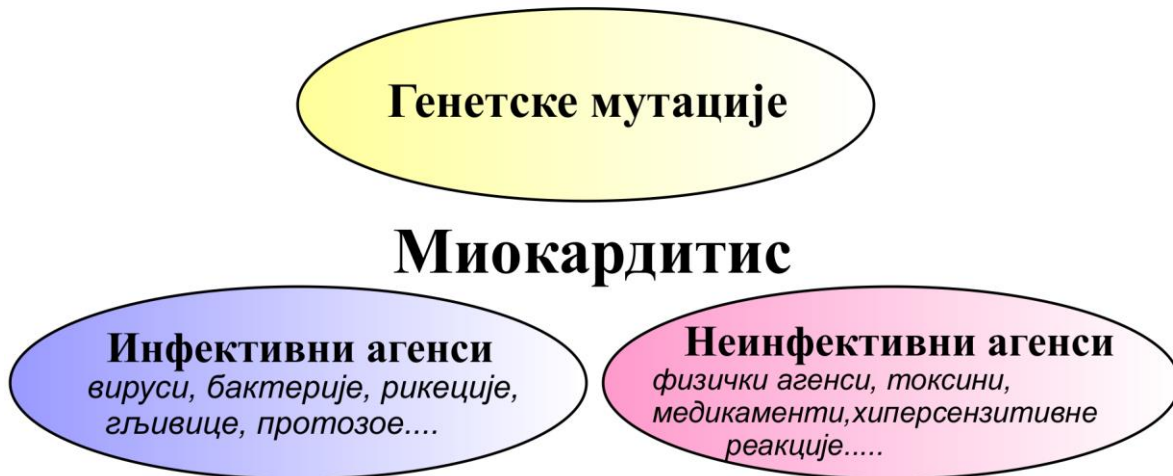 Генетске мутације
Миокардитис
Инфективни агенси
вируси, бактерије, рикеције,
гљивице, протозое....
Неинфективни агенси
физички агенси, токсини,
медикаменти,хиперсензитивне
реакције.....